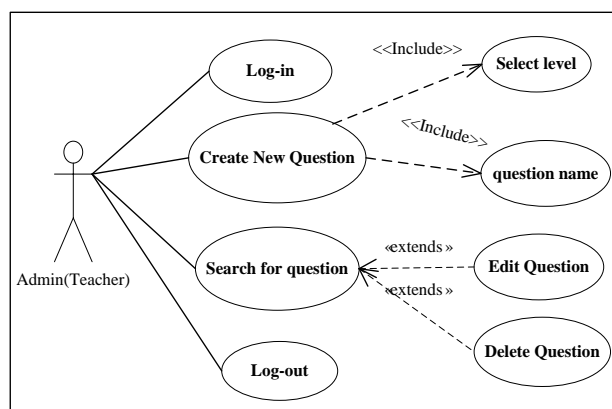 Log-in
<<Include>>
Select level
Create New Question
<<Include>>
question name
Admin(Teacher)
Search for question
«extends»
Edit Question
«extends»
Delete Question
Log-out